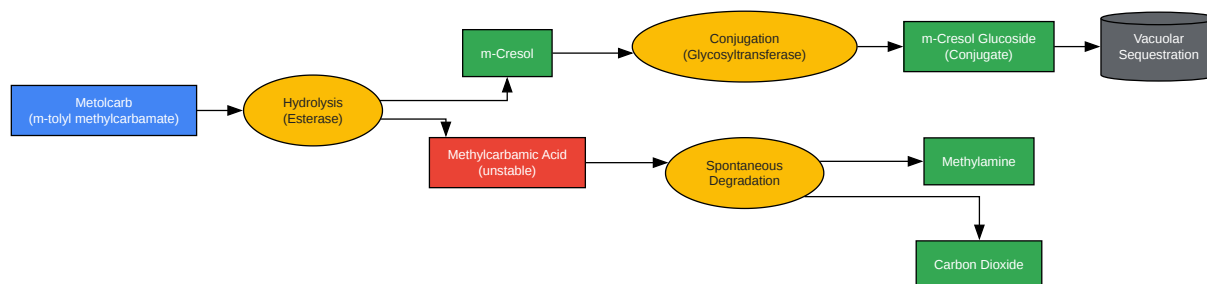 Metolcarb
(m-tolyl methylcarbamate)
Hydrolysis
(Esterase)
m-Cresol
Conjugation
(Glycosyltransferase)
m-Cresol Glucoside
(Conjugate)
Vacuolar
Sequestration
Methylcarbamic Acid
(unstable)
Spontaneous
Degradation
Methylamine
Carbon Dioxide